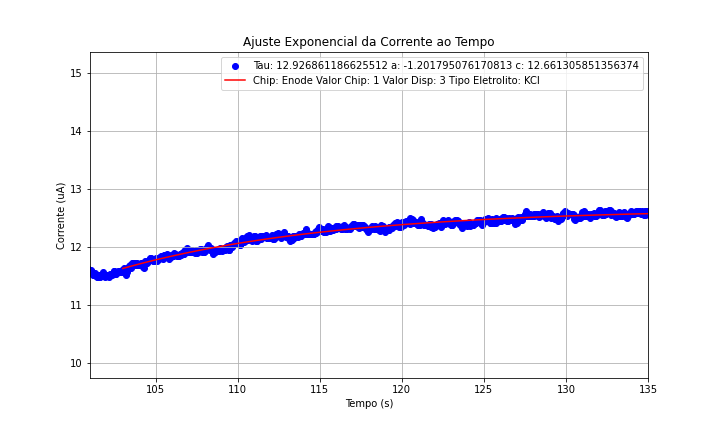 Ajuste Exponencial da Corrente ao Tempo
Tau: 12.926861186625512 a: -1.201795076170813 c: 12.661305851356374
Chip: Enode Valor Chip: 1 Valor Disp: 3 Tipo Eletrolito: KCl
15
14
13
12
11
10
Corrente (uA)
105 110 115 120 125 130 135
Tempo (s)